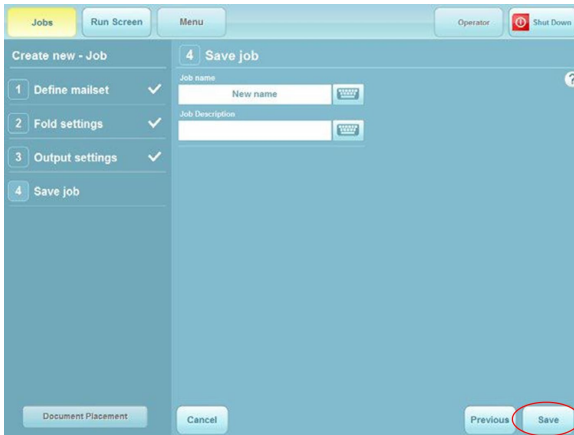 Jobs
Run Screen
Menu
Operator
Shut Down
Create new - Job
1 Define mailset
2 Fold settings
3 Output settings
4 Save job
Document Placement
4 Save job
Job name
New name
Job Description
?
Cancel
Previous
Save